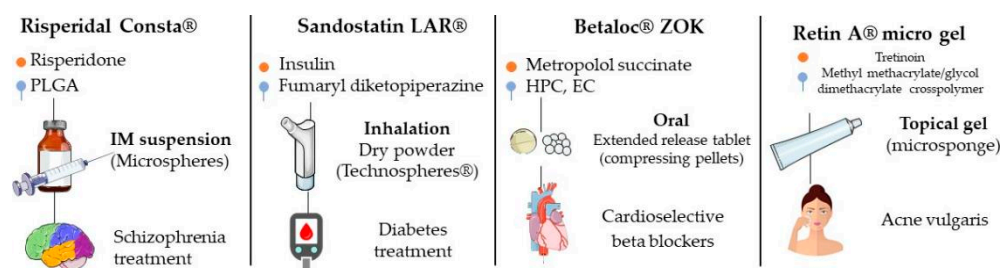 Risperidal Consta®
Risperidone
PLGA
IM suspension
(Microspheres)
Schizophrenia
treatment
Sandostatin LAR®
Insulin
Fumaryl diketopiperazine
Inhalation
Dry powder
(Technospheres®)
Diabetes
treatment
Betaloc® ZOK
Metropolol succinate
HPC, EC
Oral
Extended release tablet
(compressing pellets)
Cardioselective
beta blockers
Retin A® micro gel
Tretinoin
Methyl methacrylate/glycol
dimethacrylate crosspolymer
Topical gel
(microsponge)
Acne vulgaris